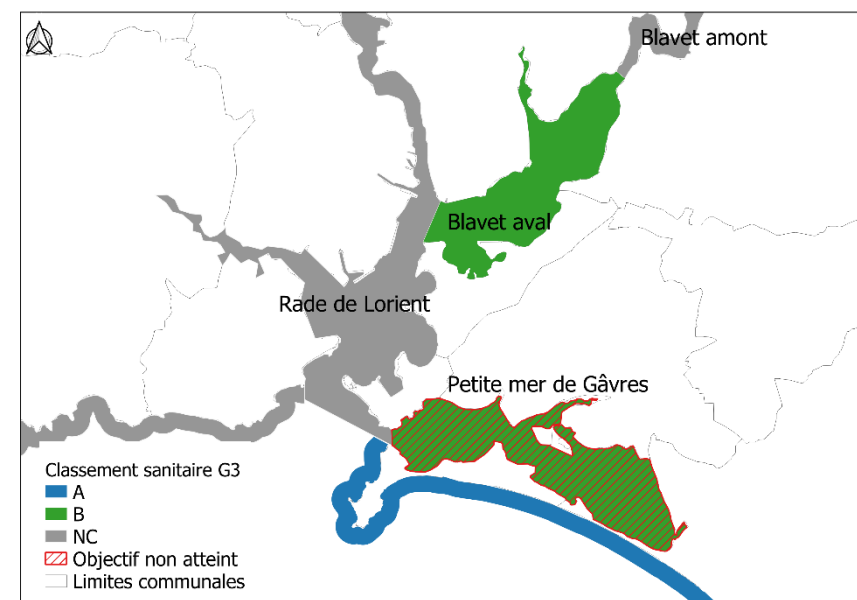 Blavet amont
Blavet aval
Rade de Lorient
Petite mer de Gâvres
Classement sanitaire G3
A
B
NC
Objectif non atteint
Limites communales